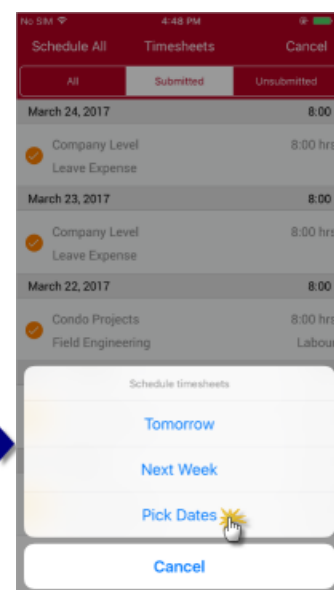 No SIM 4:48 PM
Schedule All Timesheets Cancel
All Submitted Unsubmitted
March 24, 2017 8:00
Company Level 8:00 hrs
Leave Expense
March 23, 2017 8:00
Company Level 8:00 hrs
Leave Expense
March 22, 2017 8:00
Condo Projects 8:00 hrs
Field Engineering Labour
Schedule timesheets
Tomorrow
Next Week
Pick Dates
Cancel